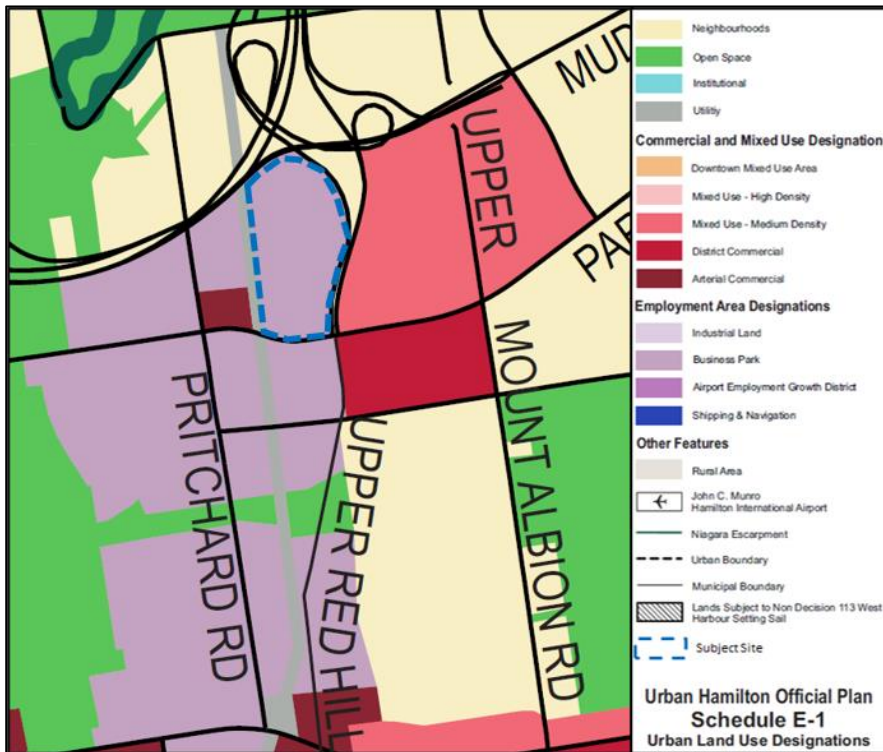 MUD
UPPER
PAR
PRITCHARD RD
UPPER RED HILL
MOUNT ALBION RD
Neighbourhoods
Open Space
Institutional
Utiltiy
Commercial and Mixed Use Designation
Downtown Mixed Use Area
Mixed Use - High Density
Mixed Use - Medium Density
District Commercial
Arterial Commercial
Employment Area Designations
Industrial Land
Business Park
Airport Employment Growth District
Shipping & Navigation
Other Features
Rural Area
John C. Munro
Hamilton International Airport
Niagara Escarpment
Urban Boundary
Municipal Boundary
Lands Subject to Non Decision 113 West
Harbour Setting Sail
Subject Site
Urban Hamilton Official Plan
Schedule E-1
Urban Land Use Designations